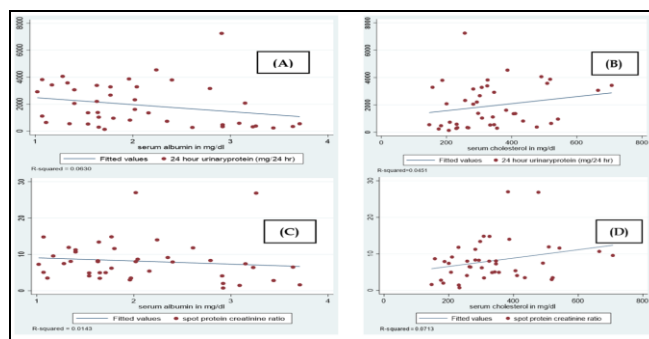 8000
6000
4000
2000
0
(A)
1
2
3
4
serum albumin in mg/dl
Fitted values
24 hour urinaryprotein (mg/24 hr)
R-squared = 0.0630
8000
6000
4000
2000
0
(B)
0
200
400
600
800
serum cholesterol in mg/dl
Fitted values
24 hour urinaryprotein (mg/24 hr)
R-squared=0.0451
30
20
10
0
(C)
1
2
3
4
serum albumin in mg/dl
Fitted values
spot protein creatinine ratio
R-squared = 0.0143
30
20
10
0
(D)
0
200
400
600
800
serum cholesterol in mg/dl
Fitted values
spot protein creatinine ratio
R-squared = 0.0713